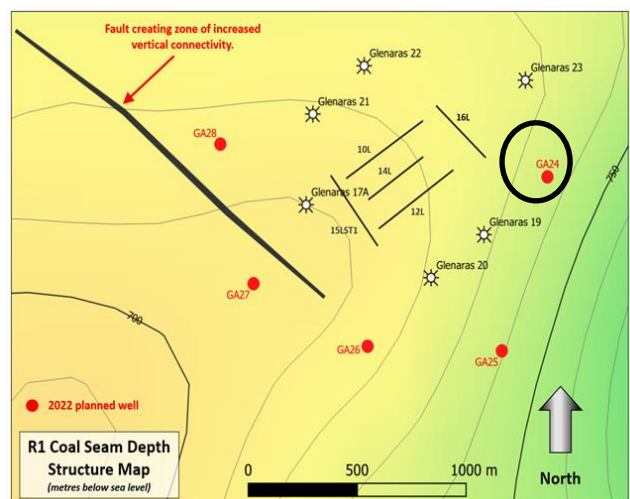 Fault creating zone of increased
vertical connectivity.
Glenaras 22
Glenaras 23
Glenaras 21
16L
GA28
10L
GA24
14L
750
Glenaras 17A
12L
15LST1
Glenaras 19
Glenaras 20
GA27
700
GA26
GA25
2022 planned well
R1 Coal Seam Depth
Structure Map
(metres below sea level)
0 500 1000 m
North